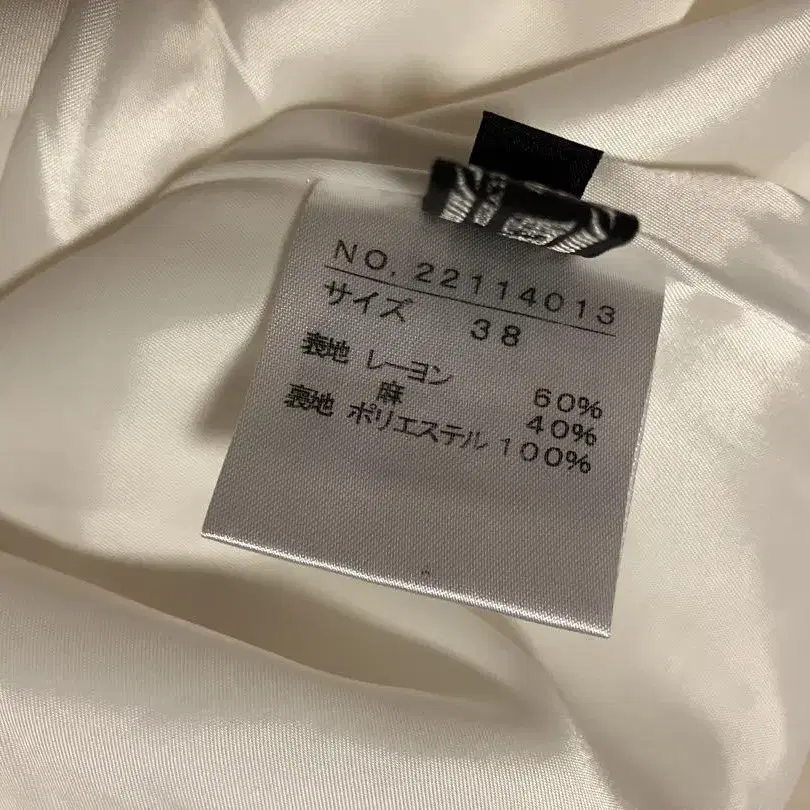 NO. 22114013
サイズ 38
表地 レーヨン 60%
麻 40%
裏地 ポリエステル 100%